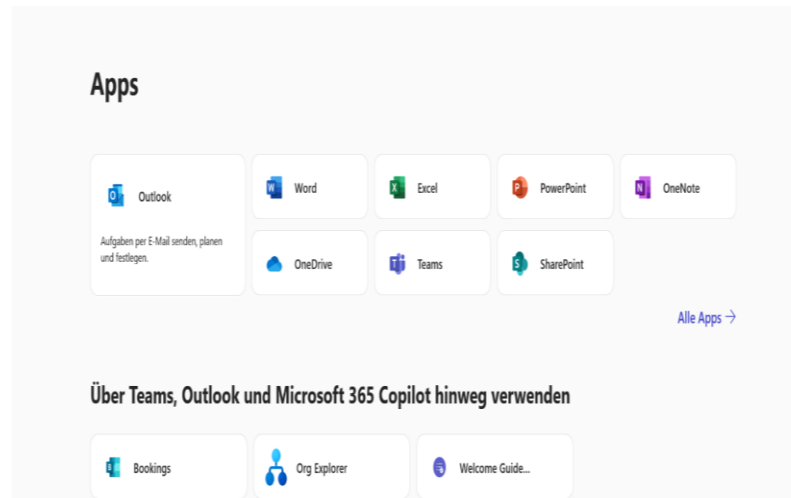 Apps
Outlook
Aufgaben per E-Mail senden, planen
und festlegen.
Word
Excel
PowerPoint
OneNote
OneDrive
Teams
SharePoint
Alle Apps →
Über Teams, Outlook und Microsoft 365 Copilot hinweg verwenden
Bookings
Org Explorer
Welcome Guide...